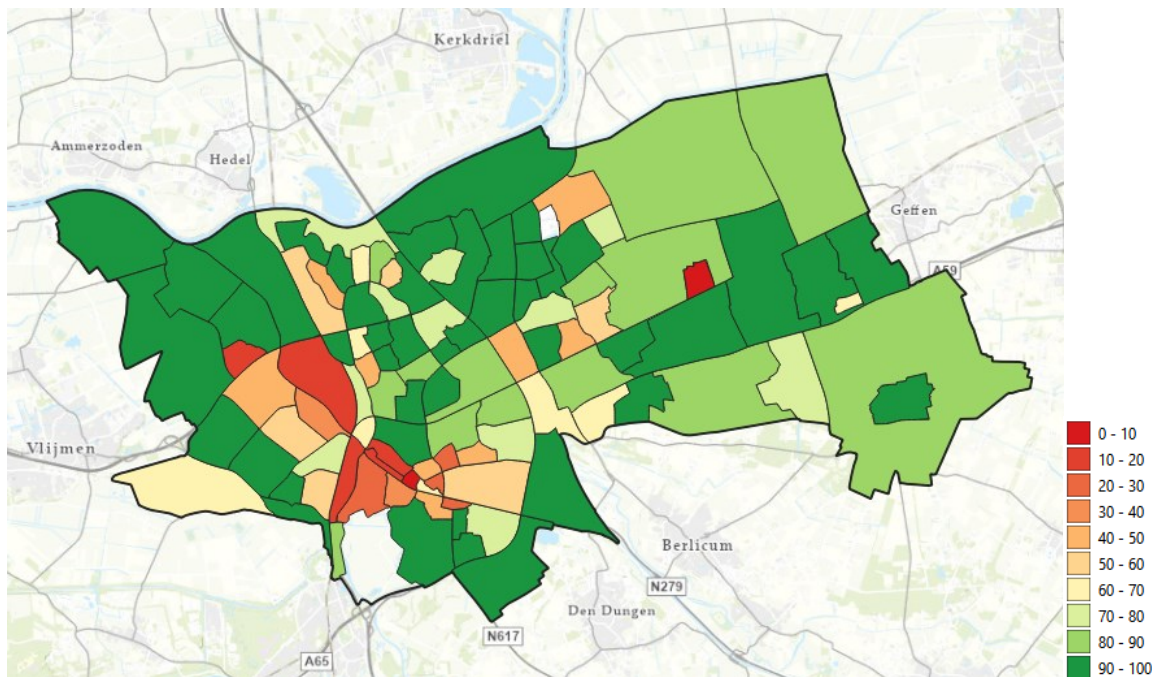 Kerkdriel
Ammerzoden
Hedel
Geffen
A59
Vlijmen
Berlicum
N279
Den Dungen
N617
A65
0 - 10
10 - 20
20 - 30
30 - 40
40 - 50
50 - 60
60 - 70
70 - 80
80 - 90
90 - 100